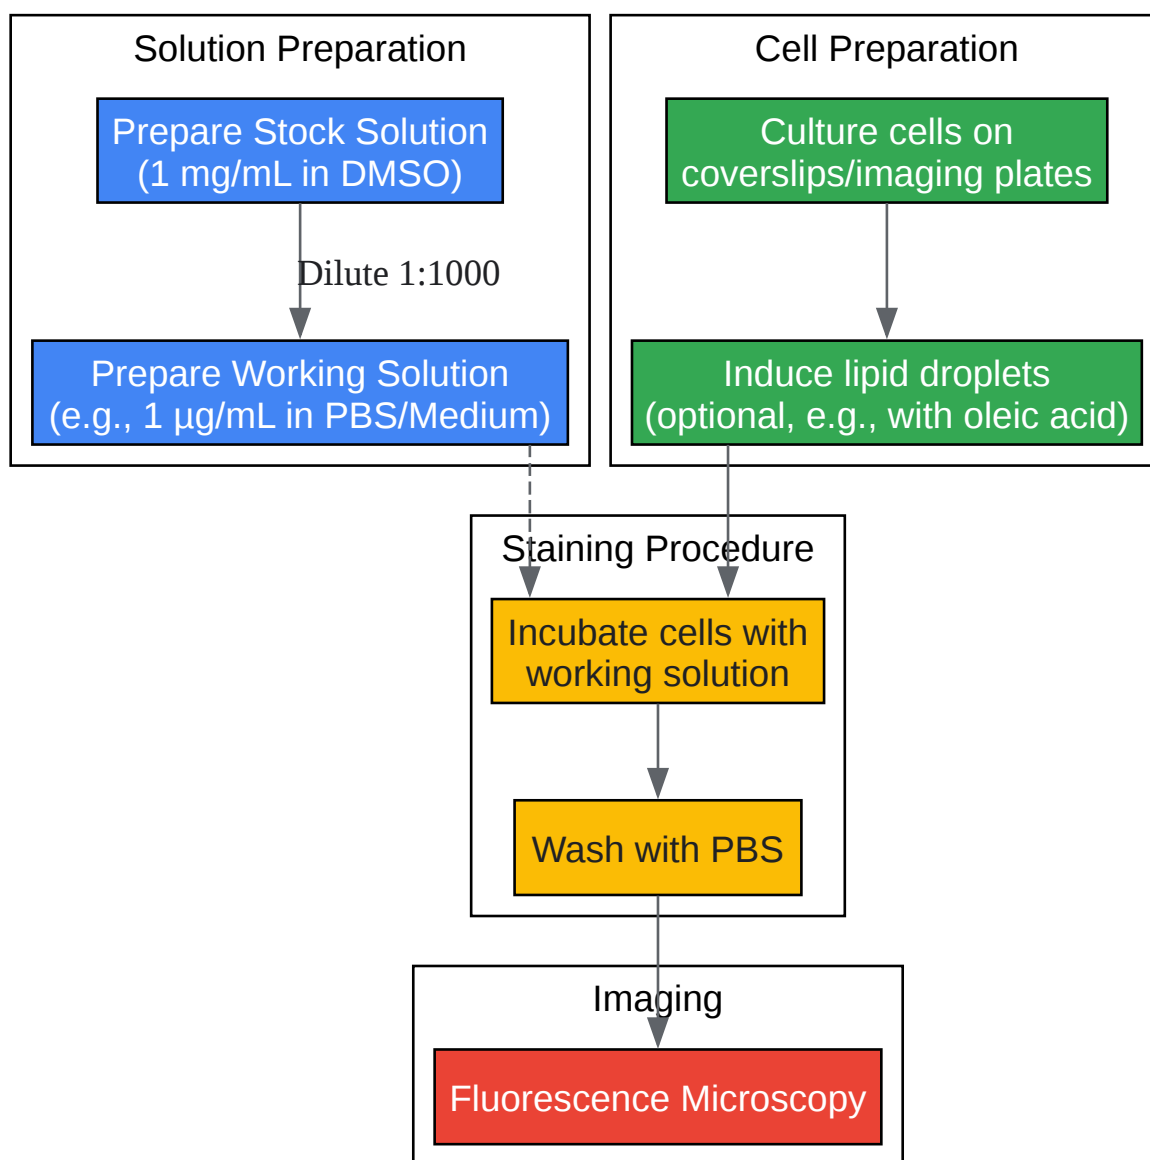 Solution Preparation
Prepare Stock Solution
(1 mg/mL in DMSO)
Dilute 1:1000
Prepare Working Solution
(e.g., 1 µg/mL in PBS/Medium)
Cell Preparation
Culture cells on
coverslips/imaging plates
Induce lipid droplets
(optional, e.g., with oleic acid)
Staining Procedure
Incubate cells with
working solution
Wash with PBS
Imaging
Fluorescence Microscopy